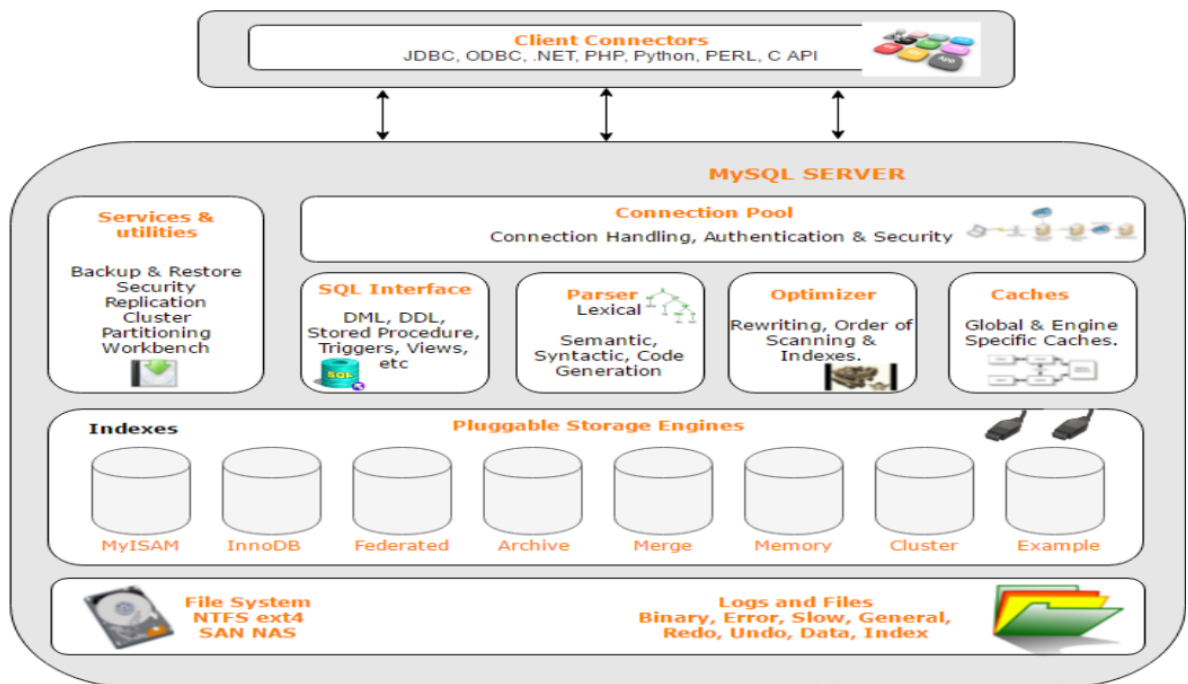 Client Connectors
JDBC, ODBC, .NET, PHP, Python, PERL, C API
APP
MySQL SERVER
Services &
utilities
Backup & Restore
Security
Replication
Cluster
Partitioning
Workbench
Connection Pool
Connection Handling, Authentication & Security
SQL Interface
DML, DDL,
Stored Procedure,
Triggers, Views,
etc
SQL
Parser
Lexical
Semantic,
Syntactic, Code
Generation
Optimizer
Rewriting, Order of
Scanning &
Indexes.
Caches
Global & Engine
Specific Caches.
Indexes
Pluggable Storage Engines
MyISAM
InnoDB
Federated
Archive
Merge
Memory
Cluster
Example
File System
NTFS ext4
SAN NAS
Logs and Files
Binary, Error, Slow, General,
Redo, Undo, Data, Index